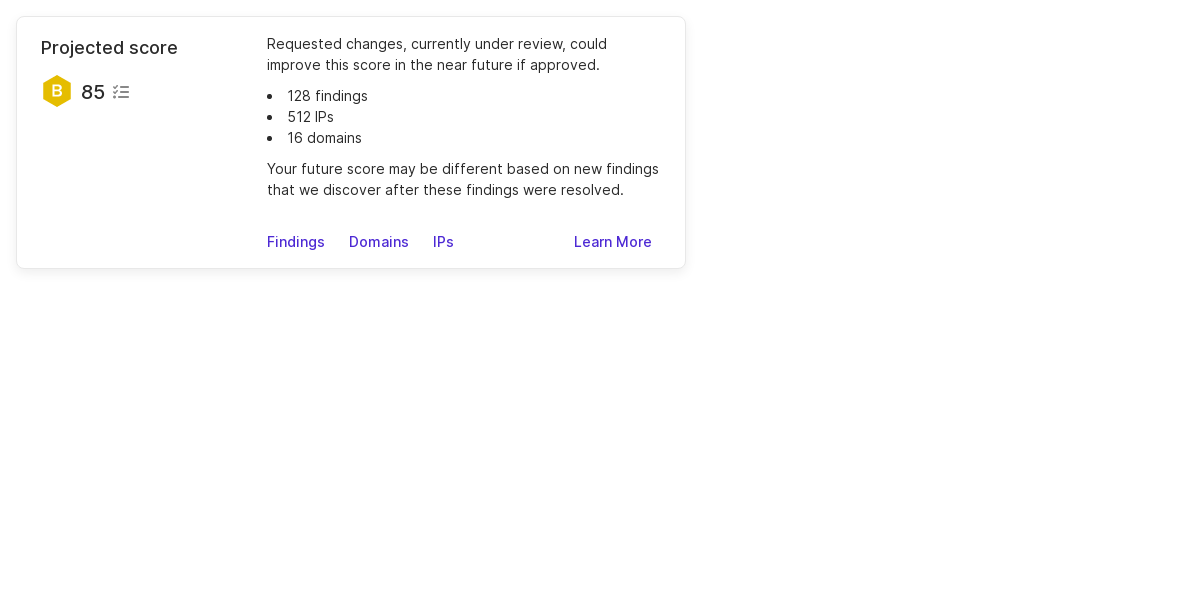 Projected score
B 85
Requested changes, currently under review, could
improve this score in the near future if approved.
128 findings
512 IPs
16 domains
Your future score may be different based on new findings
that we discover after these findings were resolved.
Findings Domains IPs Learn More